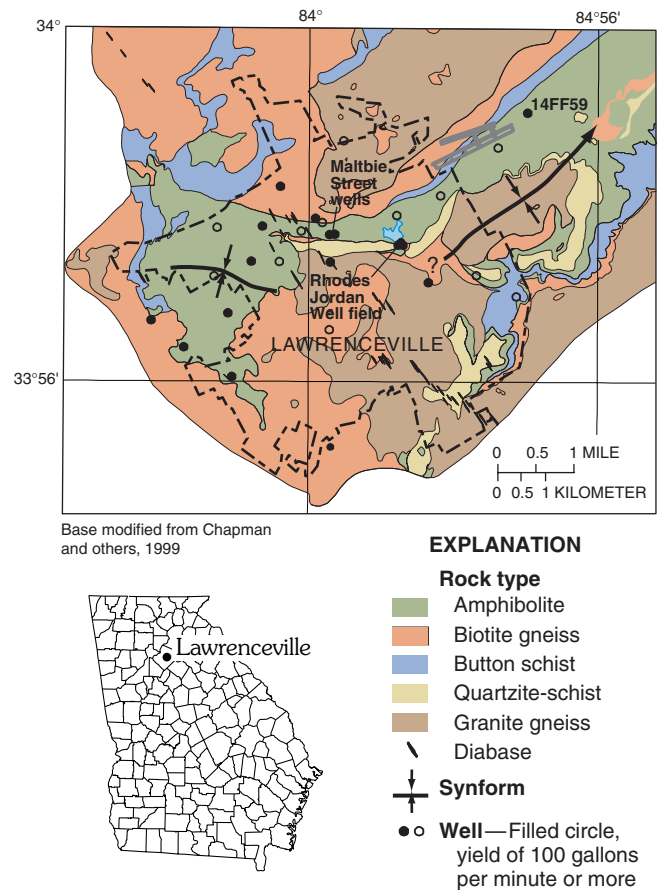 34°
84°
84°56'
14FF59
Maltbie
Street
wells
?
Rhodes
Jordan
Well field
LAWRENCEVILLE
33°56'
0 0.5 1 MILE
0 0.5 1 KILOMETER
Base modified from Chapman
and others, 1999
EXPLANATION
Rock type
Amphibolite
Biotite gneiss
Button schist
Quartzite-schist
Granite gneiss
Diabase
Synform
Well—Filled circle,
yield of 100 gallons
per minute or more
Lawrenceville